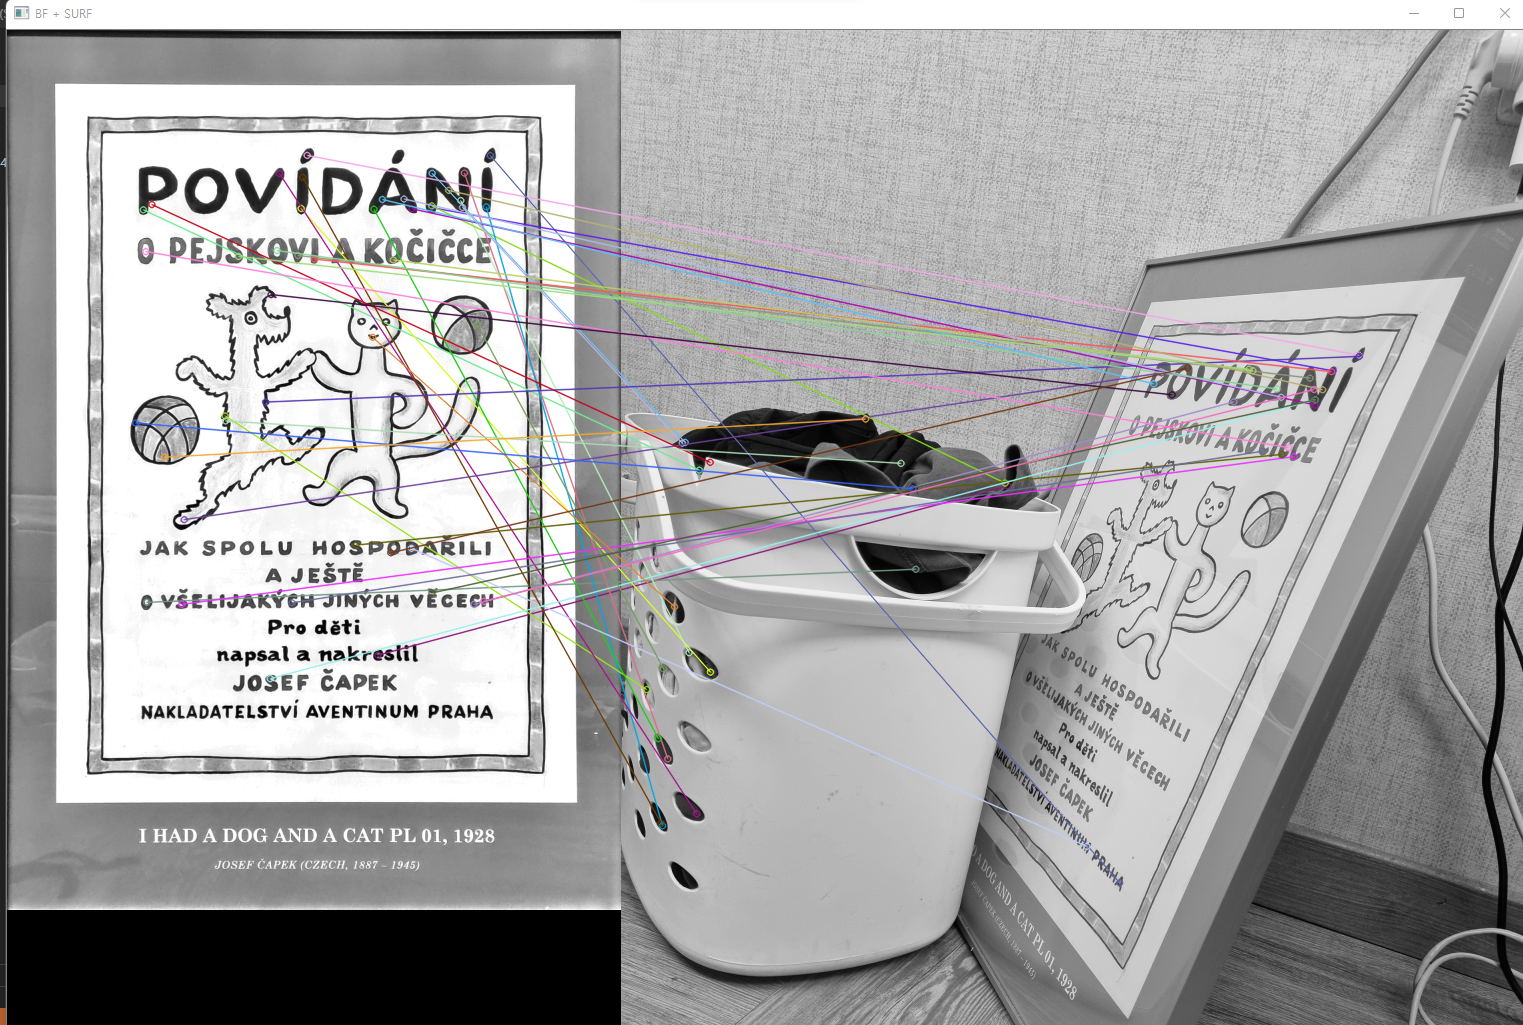 BF + SURF
POVÍDÁNÍ
O PEJSKOVI A KOČIČCE
JAK SPOLU HOSPODAŘILI
A JEŠTĚ
O VŠELIJAKÝCH JINÝCH VĚCECH
Pro děti
napsal a nakreslil
JOSEF ČAPEK
NAKLADATELSTVÍ AVENTINUM PRAHA
I HAD A DOG AND A CAT PL 01, 1928
JOSEF ČAPEK (CZECH, 1887 – 1945)
POVÍDÁNÍ
O PEJSKOVI A KOČIČCE
JAK SPOLU HOSPODAŘILI
A JEŠTĚ
O VŠELIJAKÝCH JINÝCH VĚCECH
Pro děti
napsal a nakreslil
JOSEF ČAPEK
NAKLADATELSTVÍ AVENTINUM PRAHA
A DOG AND A CAT PL 01, 1928